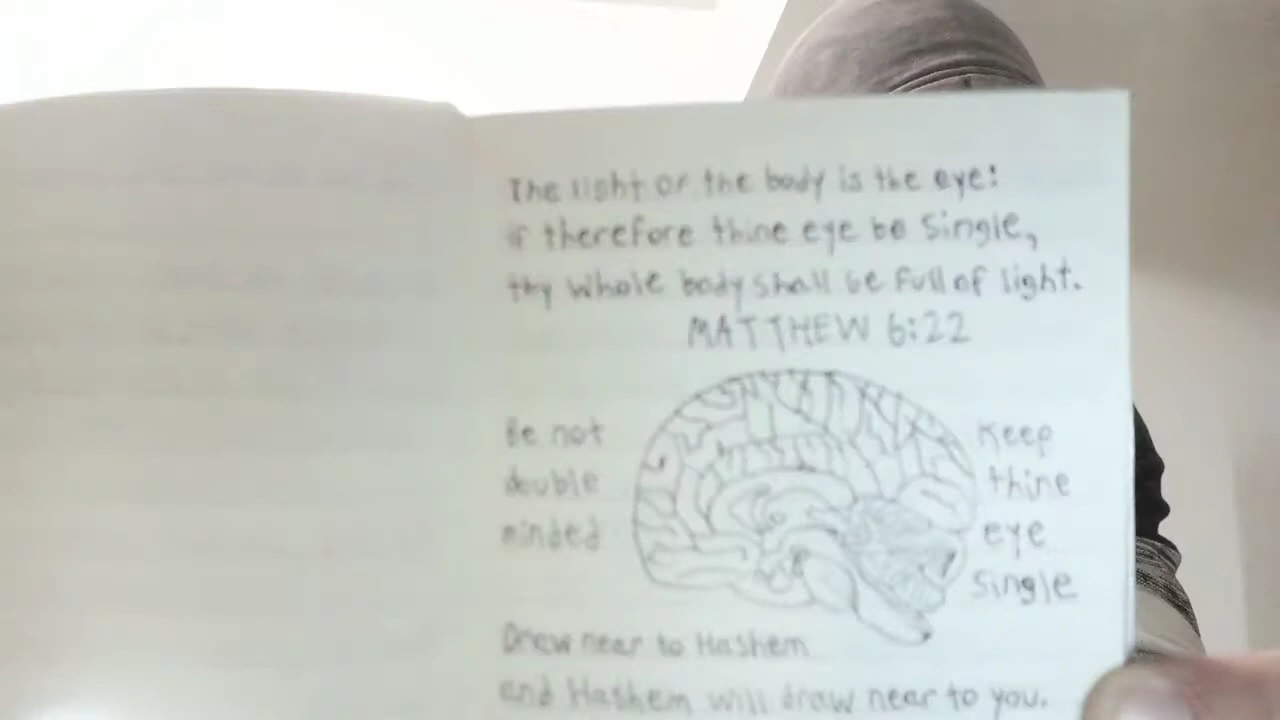 The light of the body is the eye:
if therefore thine eye be single,
thy whole body shall be full of light.
MATTHEW 6:22
Be not
double
minded
Keep
thine
eye
single
Draw near to Hashem
and Hashem will draw near to you.